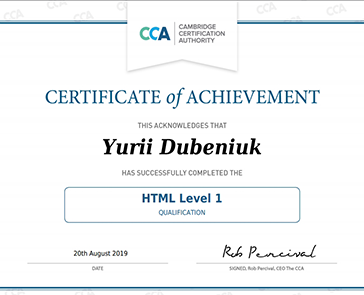 CCA
CAMBRIDGE
CERTIFICATION
AUTHORITY
CERTIFICATE of ACHIEVEMENT
THIS ACKNOWLEDGES THAT
Yurii Dubeniuk
HAS SUCCESSFULLY COMPLETED THE
HTML Level 1
QUALIFICATION
20th August 2019
Rob Percival
DATE
SIGNED, Rob Percival, CEO The CCA